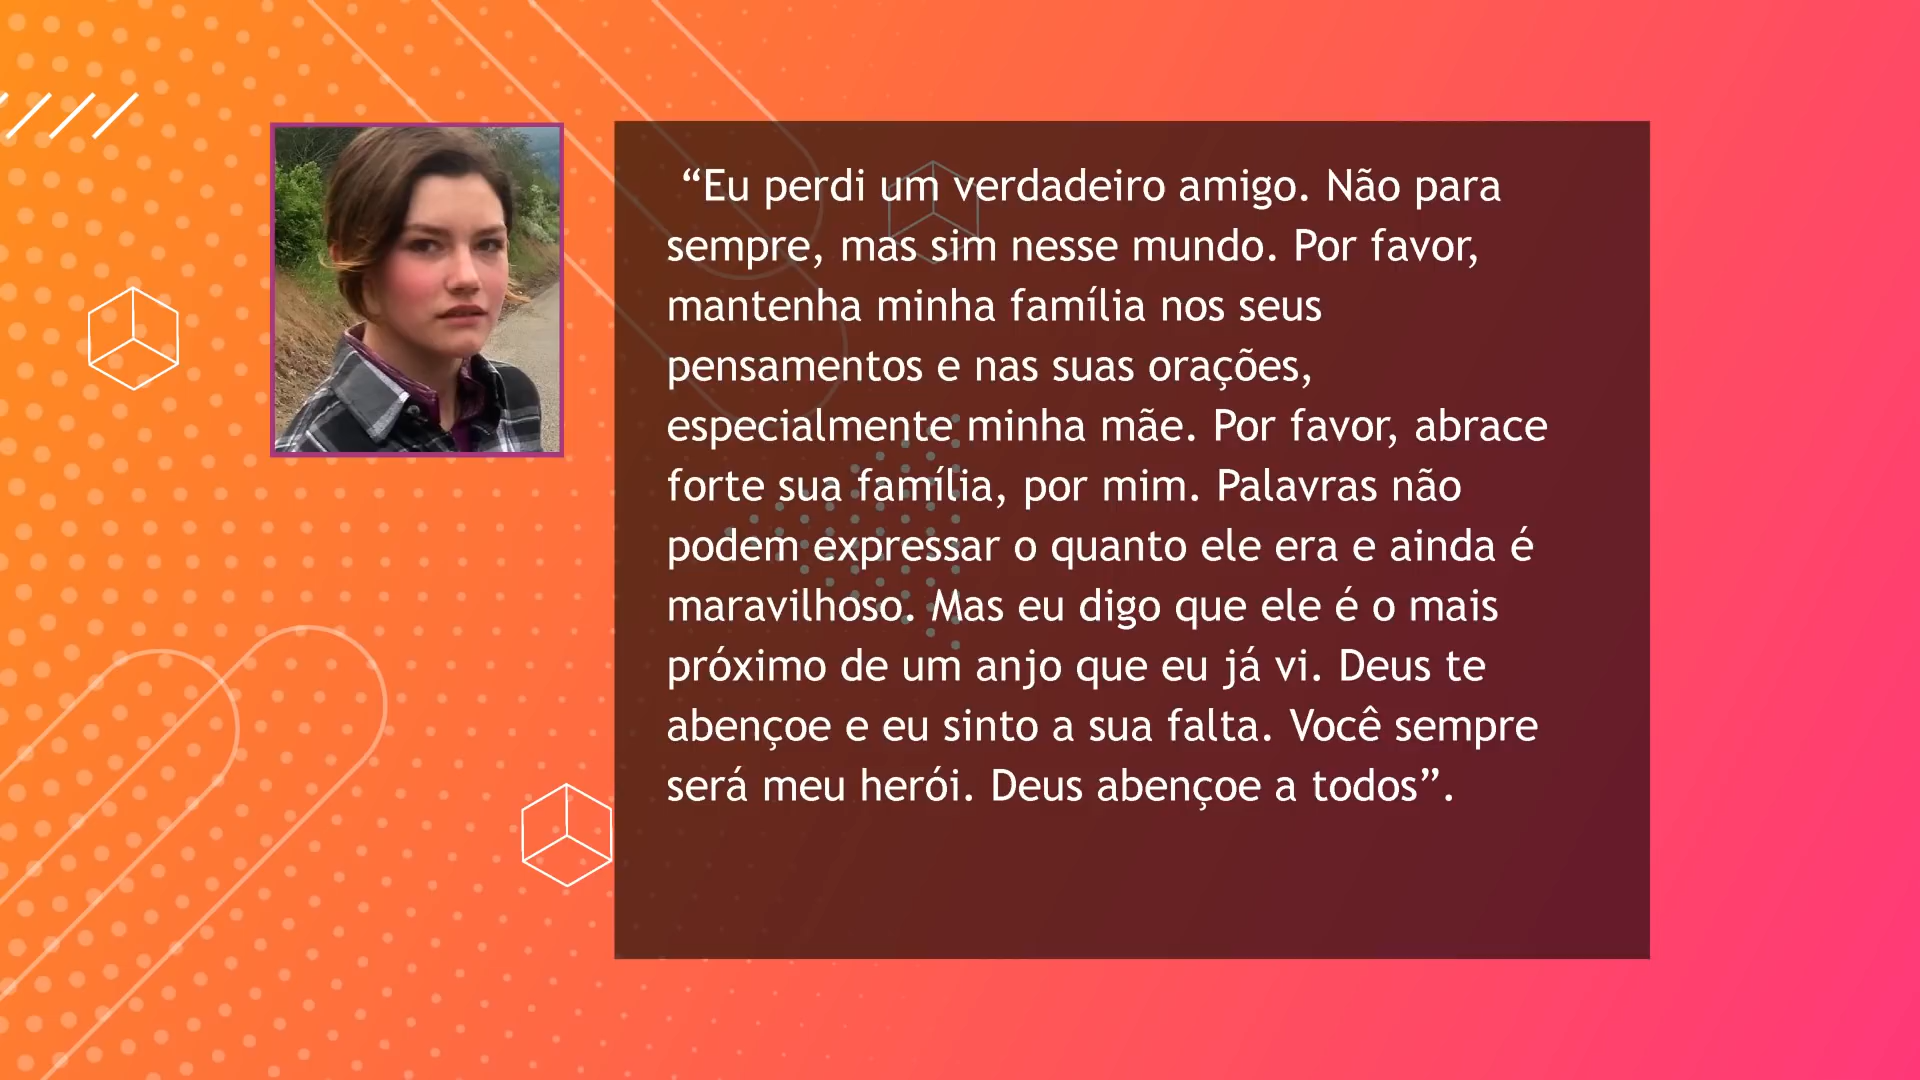 “Eu perdi um verdadeiro amigo. Não para
sempre, mas sim nesse mundo. Por favor,
mantenha minha família nos seus
pensamentos e nas suas orações,
especialmente minha mãe. Por favor, abrace
forte sua família, por mim. Palavras não
podem expressar o quanto ele era e ainda é
maravilhoso. Mas eu digo que ele é o mais
próximo de um anjo que eu já vi. Deus te
abençoe e eu sinto a sua falta. Você sempre
será meu herói. Deus abençoe a todos”.